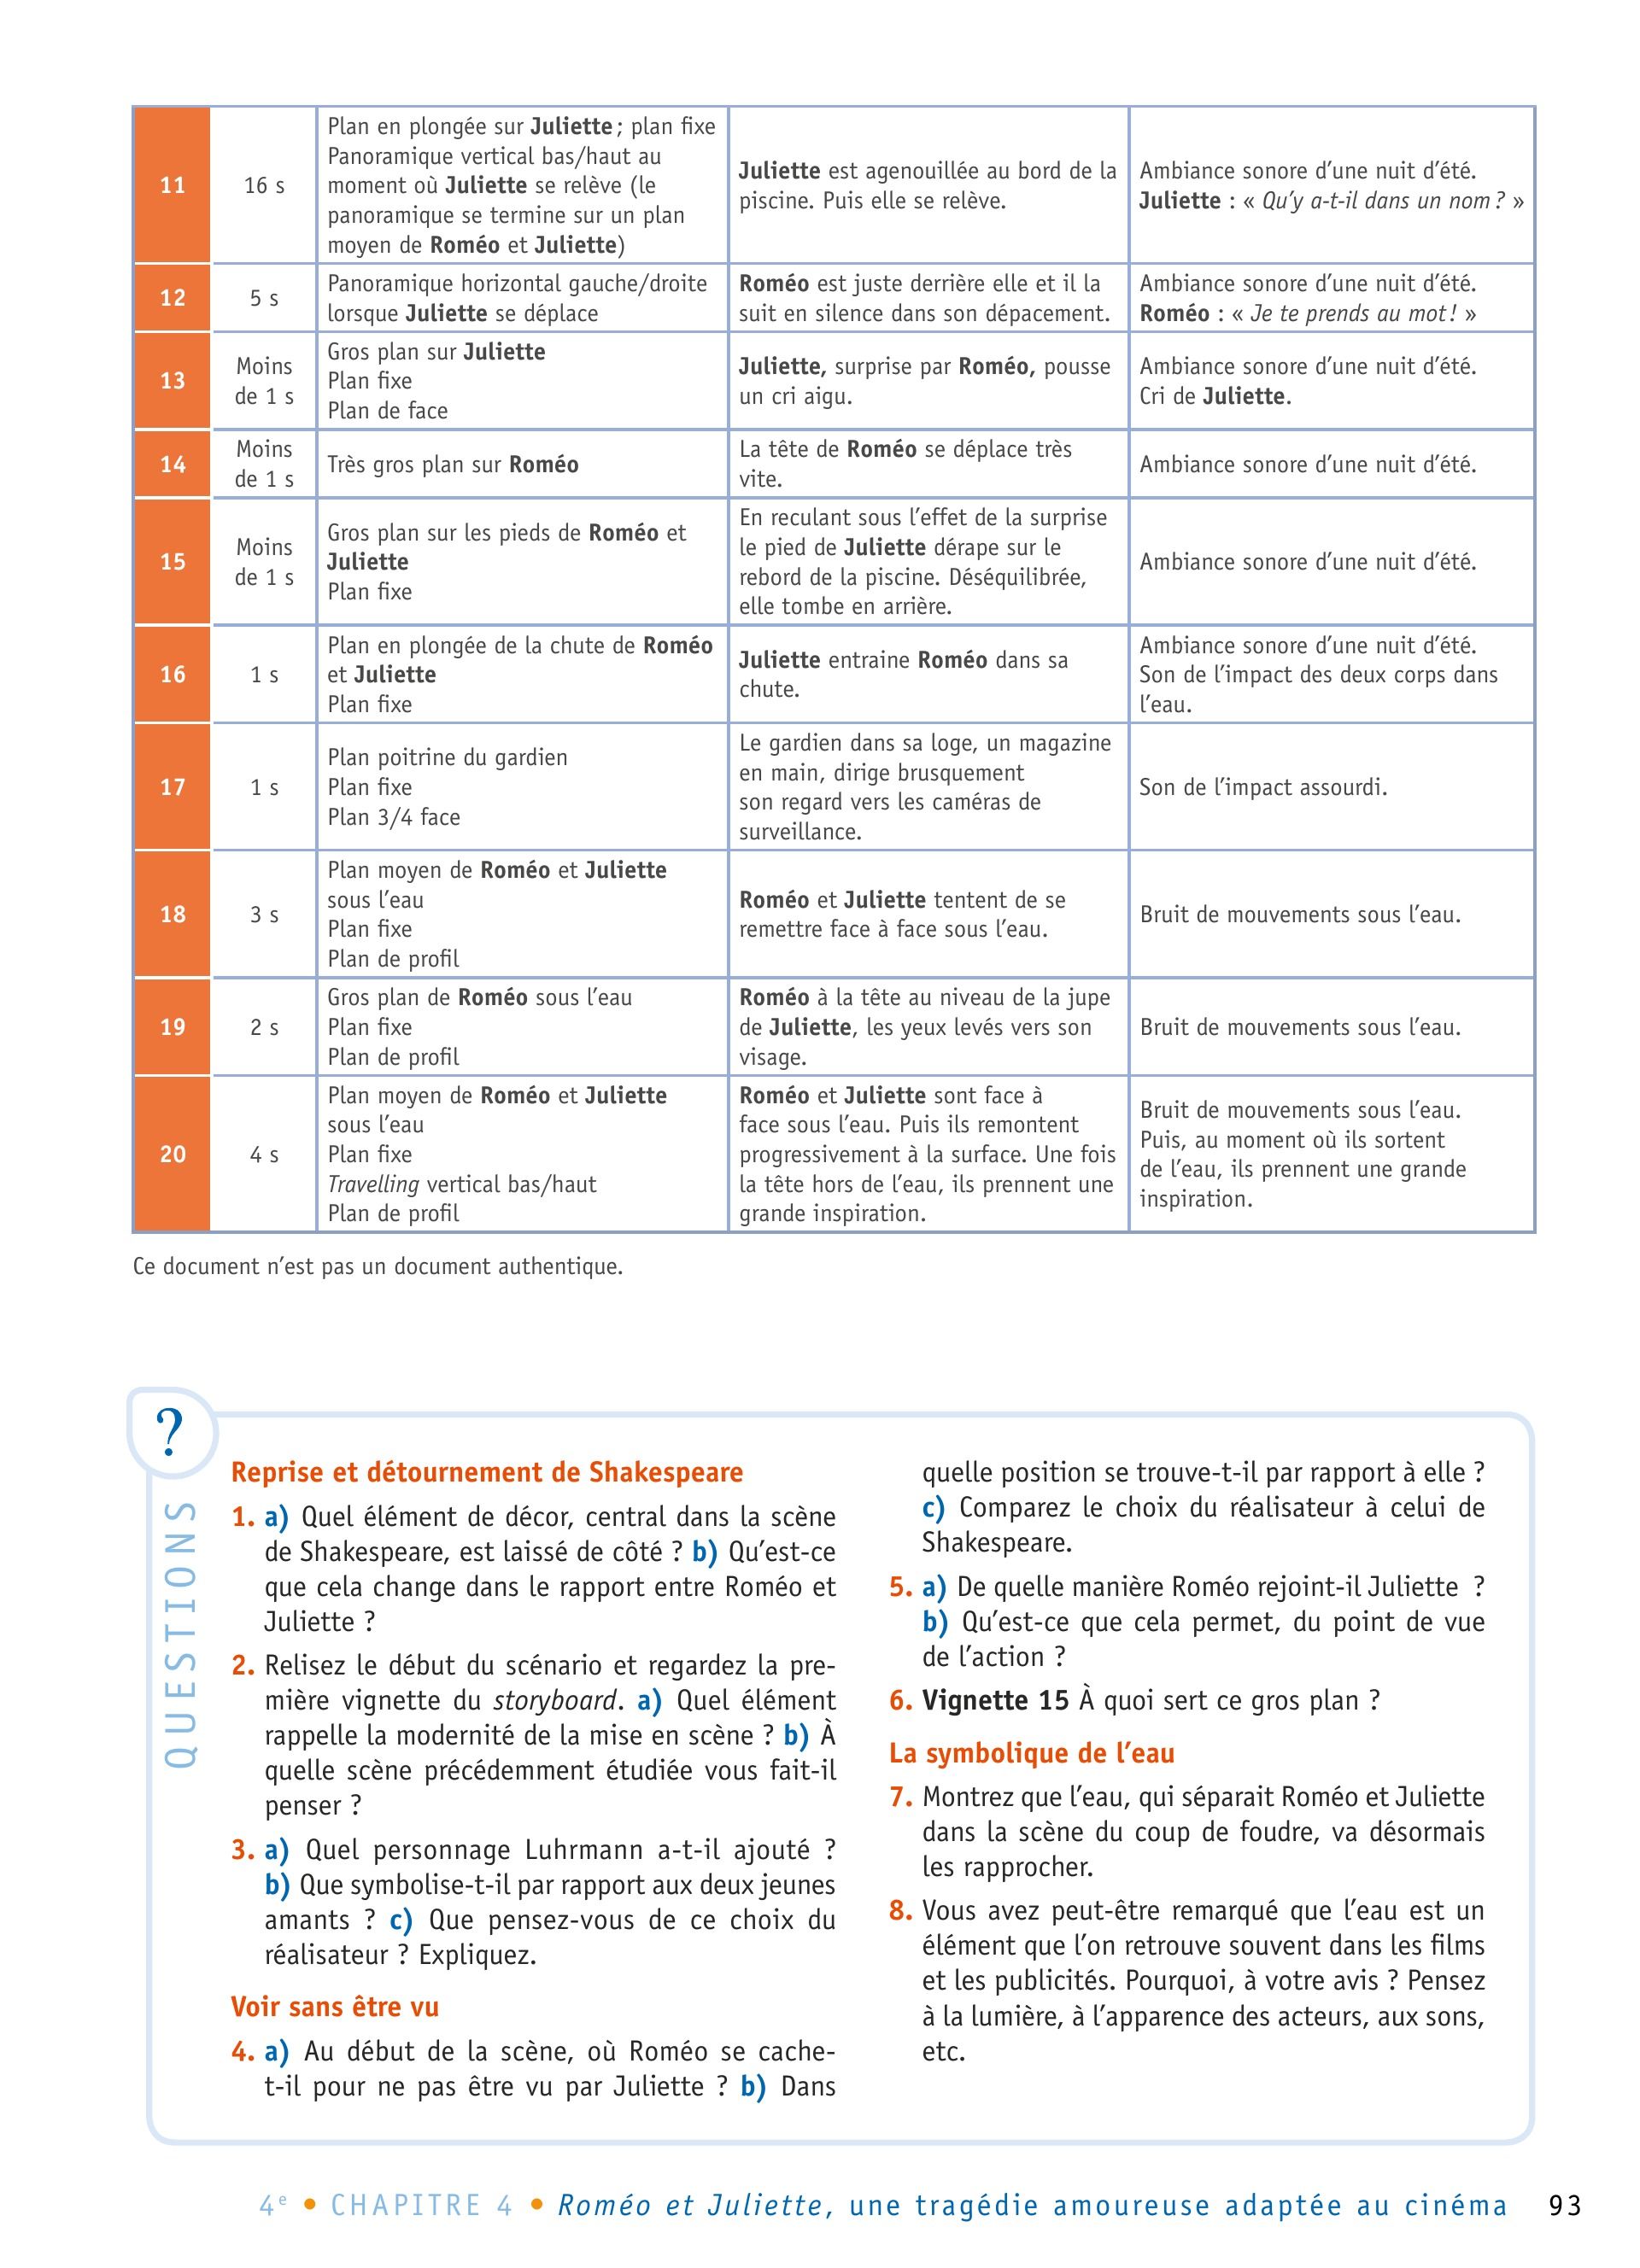 11
16 s
Plan en plongée sur Juliette ; plan fixe
Panoramique vertical bas/haut au
moment où Juliette se relève (le
panoramique se termine sur un plan
moyen de Roméo et Juliette)
Juliette est agenouillée au bord de la
piscine. Puis elle se relève.
Ambiance sonore d’une nuit d’été.
Juliette : « Qu’y a-t-il dans un nom ? »
12
5 s
Panoramique horizontal gauche/droite
lorsque Juliette se déplace
Roméo est juste derrière elle et il la
suit en silence dans son dépacement.
Ambiance sonore d’une nuit d’été.
Roméo : « Je te prends au mot ! »
13
Moins
de 1 s
Gros plan sur Juliette
Plan fixe
Plan de face
Juliette, surprise par Roméo, pousse
un cri aigu.
Ambiance sonore d’une nuit d’été.
Cri de Juliette.
14
Moins
de 1 s
Très gros plan sur Roméo
La tête de Roméo se déplace très
vite.
Ambiance sonore d’une nuit d’été.
15
Moins
de 1 s
Gros plan sur les pieds de Roméo et
Juliette
Plan fixe
En reculant sous l’effet de la surprise
le pied de Juliette dérape sur le
rebord de la piscine. Déséquilibrée,
elle tombe en arrière.
Ambiance sonore d’une nuit d’été.
16
1 s
Plan en plongée de la chute de Roméo
et Juliette
Plan fixe
Juliette entraine Roméo dans sa
chute.
Ambiance sonore d’une nuit d’été.
Son de l’impact des deux corps dans
l’eau.
17
1 s
Plan poitrine du gardien
Plan fixe
Plan 3/4 face
Le gardien dans sa loge, un magazine
en main, dirige brusquement
son regard vers les caméras de
surveillance.
Son de l’impact assourdi.
18
3 s
Plan moyen de Roméo et Juliette
sous l’eau
Plan fixe
Plan de profil
Roméo et Juliette tentent de se
remettre face à face sous l’eau.
Bruit de mouvements sous l’eau.
19
2 s
Gros plan de Roméo sous l’eau
Plan fixe
Plan de profil
Roméo à la tête au niveau de la jupe
de Juliette, les yeux levés vers son
visage.
Bruit de mouvements sous l’eau.
20
4 s
Plan moyen de Roméo et Juliette
sous l’eau
Plan fixe
Travelling vertical bas/haut
Plan de profil
Roméo et Juliette sont face à
face sous l’eau. Puis ils remontent
progressivement à la surface. Une fois
la tête hors de l’eau, ils prennent une
grande inspiration.
Bruit de mouvements sous l’eau.
Puis, au moment où ils sortent
de l’eau, ils prennent une grande
inspiration.
Ce document n’est pas un document authentique.
?
QUESTIONS
Reprise et détournement de Shakespeare
1. a) Quel élément de décor, central dans la scène
de Shakespeare, est laissé de côté ? b) Qu’est-ce
que cela change dans le rapport entre Roméo et
Juliette ?
2. Relisez le début du scénario et regardez la pre-
mière vignette du storyboard. a) Quel élément
rappelle la modernité de la mise en scène ? b) À
quelle scène précédemment étudiée vous fait-il
penser ?
3. a) Quel personnage Luhrmann a-t-il ajouté ?
b) Que symbolise-t-il par rapport aux deux jeunes
amants ? c) Que pensez-vous de ce choix du
réalisateur ? Expliquez.
Voir sans être vu
4. a) Au début de la scène, où Roméo se cache-
t-il pour ne pas être vu par Juliette ? b) Dans
quelle position se trouve-t-il par rapport à elle ?
c) Comparez le choix du réalisateur à celui de
Shakespeare.
5. a) De quelle manière Roméo rejoint-il Juliette ?
b) Qu’est-ce que cela permet, du point de vue
de l’action ?
6. Vignette 15 À quoi sert ce gros plan ?
La symbolique de l’eau
7. Montrez que l’eau, qui séparait Roméo et Juliette
dans la scène du coup de foudre, va désormais
les rapprocher.
8. Vous avez peut-être remarqué que l’eau est un
élément que l’on retrouve souvent dans les films
et les publicités. Pourquoi, à votre avis ? Pensez
à la lumière, à l’apparence des acteurs, aux sons,
etc.
4e • CHAPITRE 4 • Roméo et Juliette, une tragédie amoureuse adaptée au cinéma 93